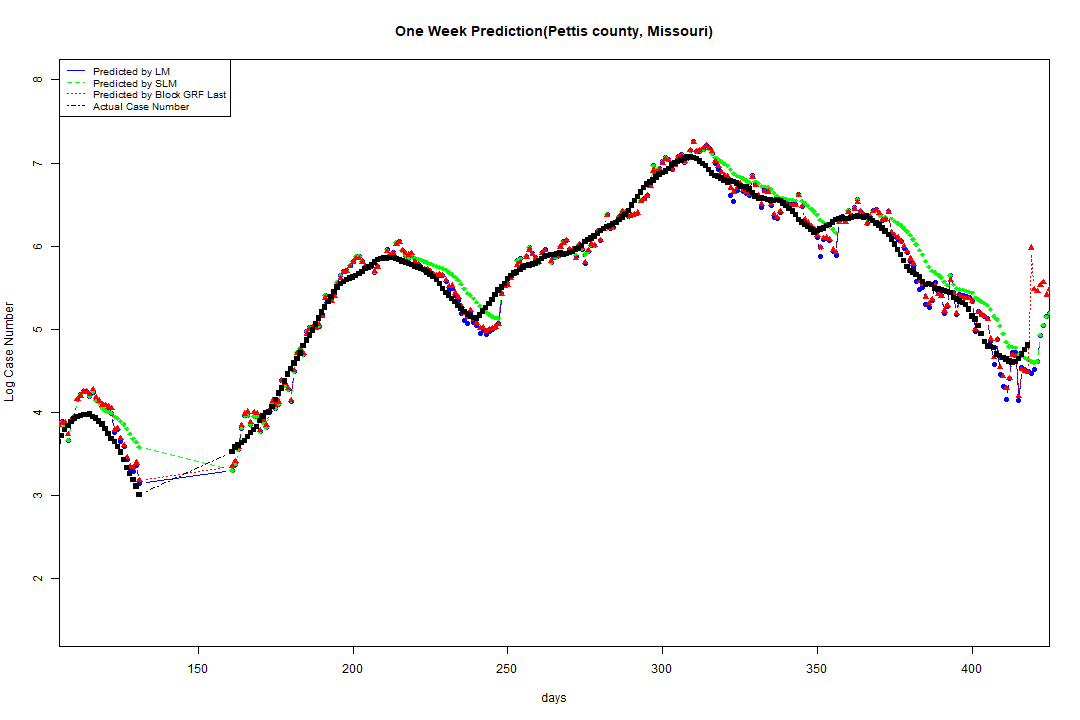 One Week Prediction(Pettis county, Missouri)
Predicted by LM
Predicted by SLM
Predicted by Block GRF Last
Actual Case Number
Log Case Number
8
7
6
5
4
3
2
150 200 250 300 350 400
days